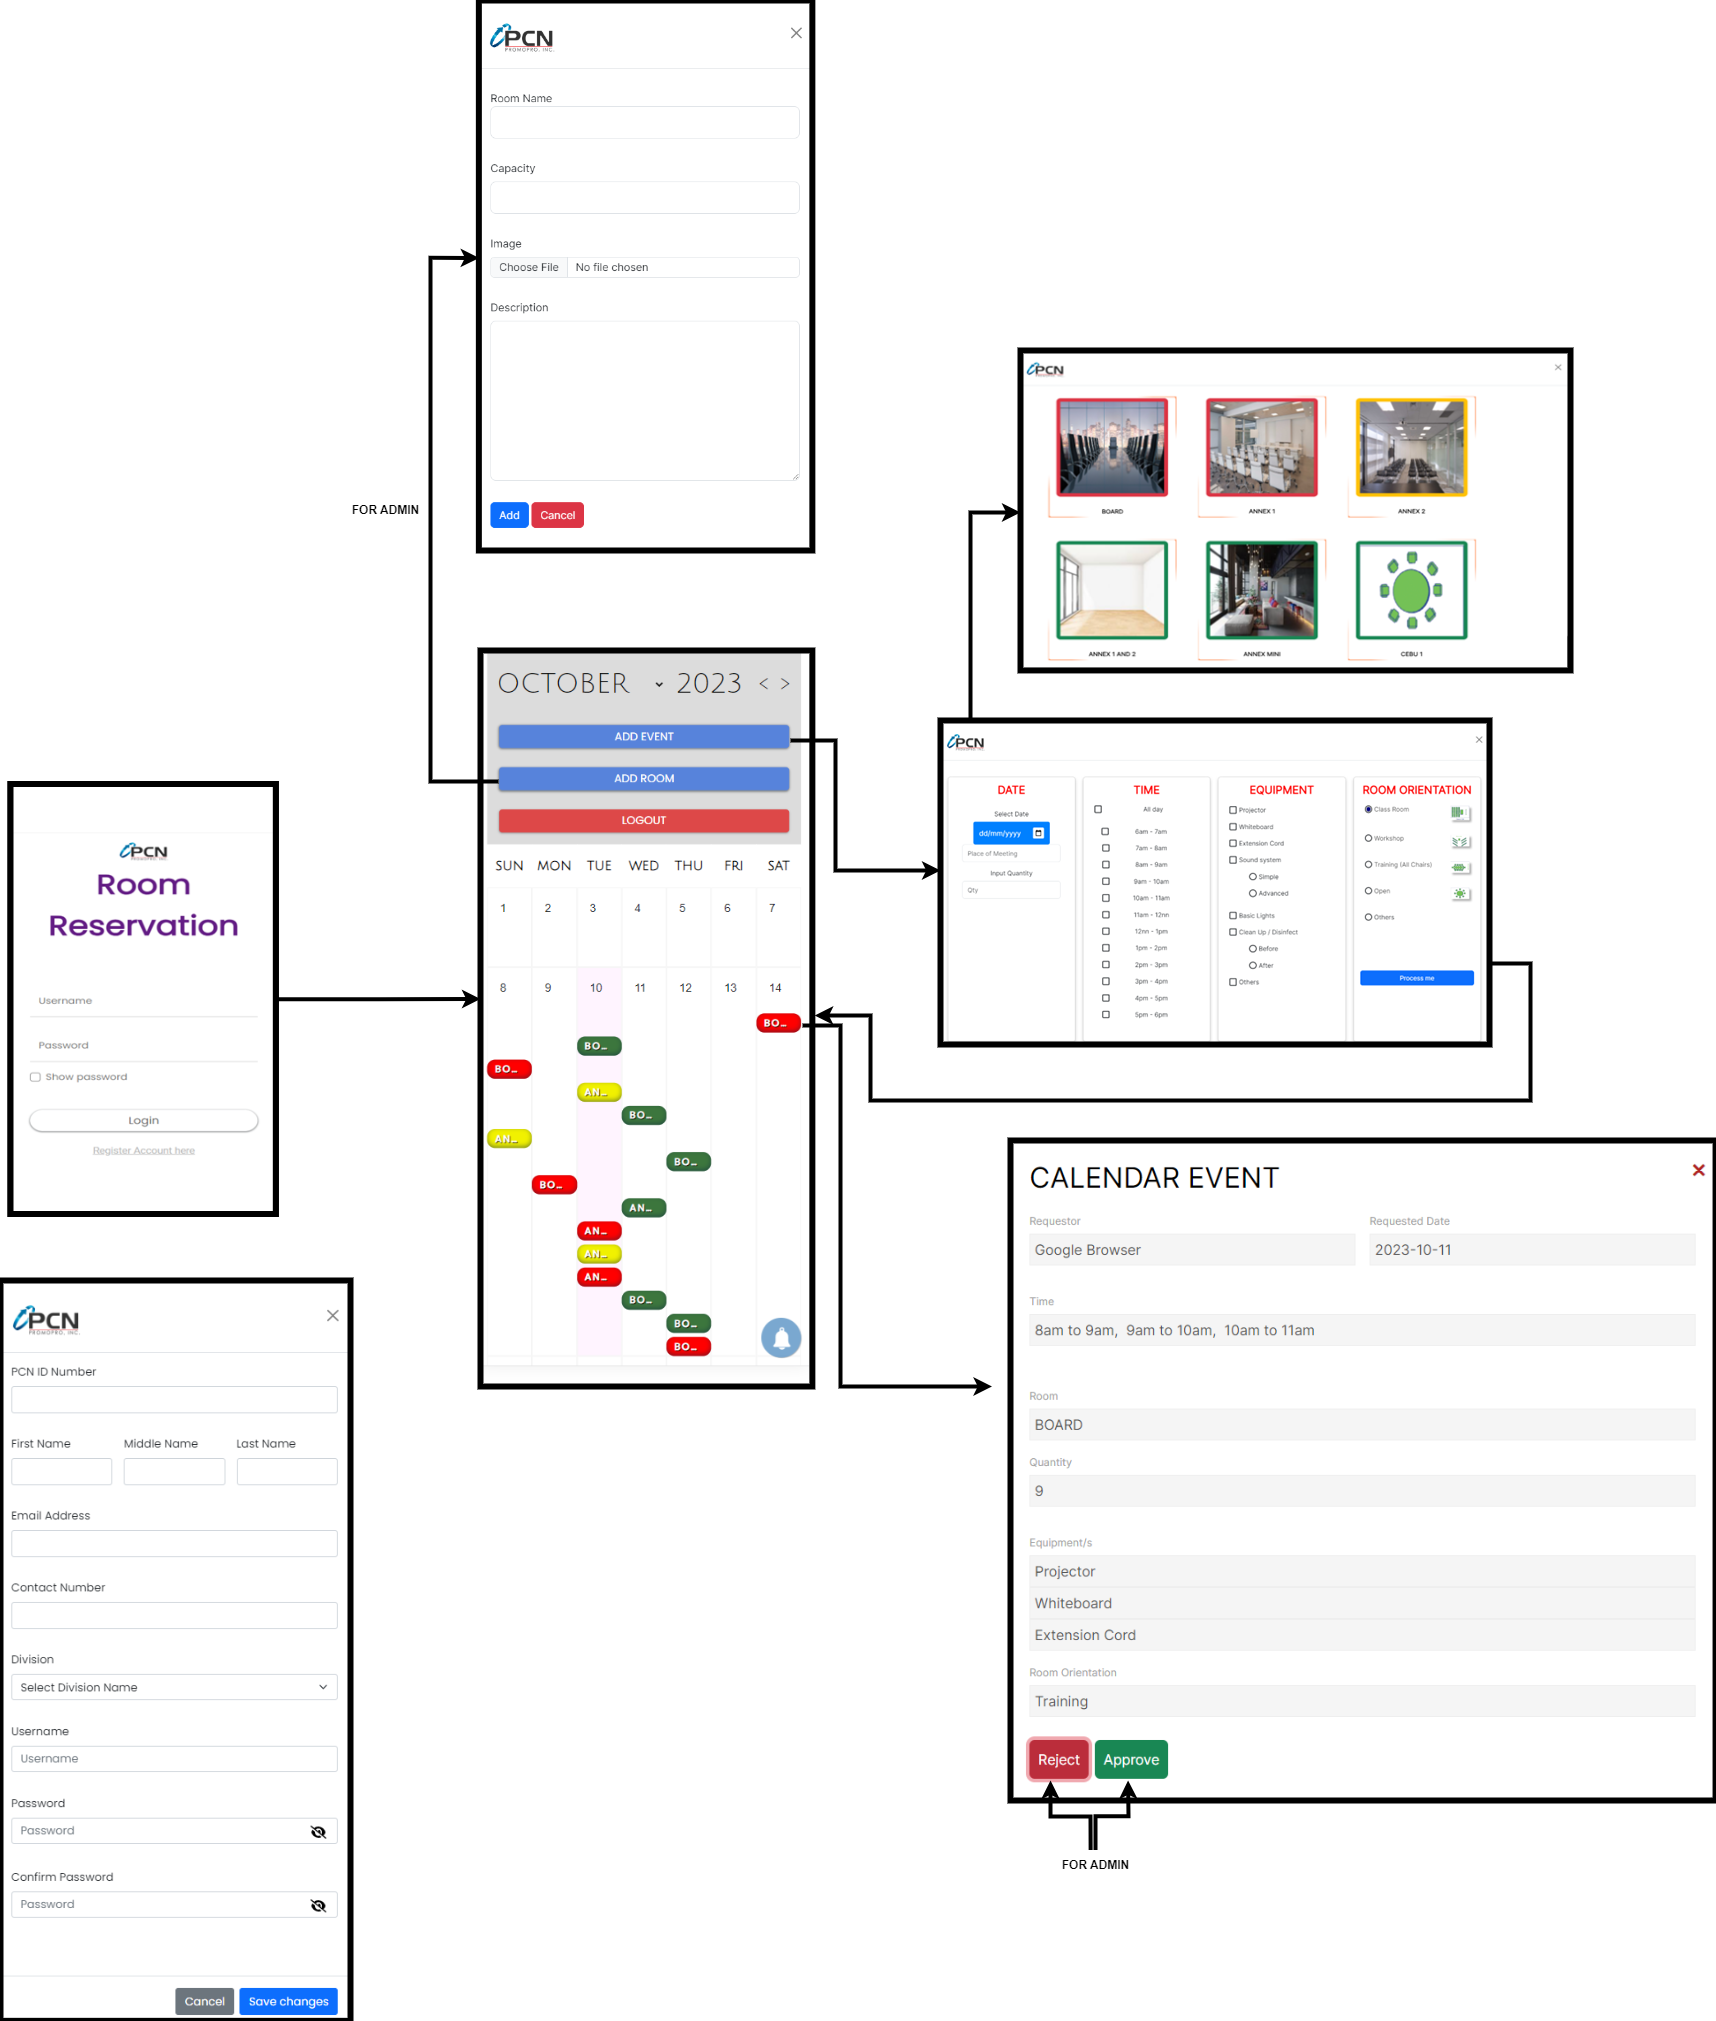 PCN
PROMOPRO, INC.
Room Name
Capacity
Image
Choose File No file chosen
Description
Add Cancel
FOR ADMIN
PCN
BOARD ANNEX 1 ANNEX 2
ANNEX 1 AND 2 ANNEX MINI CEBU 1
OCTOBER 2023 < >
ADD EVENT
ADD ROOM
LOGOUT
SUN MON TUE WED THU FRI SAT
1 2 3 4 5 6 7
8 9 10 11 12 13 14
BO...
BO...
BO...
AN...
BO...
AN...
BO...
BO...
AN...
AN...
AN...
AN...
BO...
BO...
BO...
PCN
DATE
Select Date
dd/mm/yyyy
Place of Meeting
Input Quantity
Qty
TIME
All day
6am - 7am
7am - 8am
8am - 9am
9am - 10am
10am - 11am
11am - 12nn
12nn - 1pm
1pm - 2pm
2pm - 3pm
3pm - 4pm
4pm - 5pm
5pm - 6pm
EQUIPMENT
Projector
Whiteboard
Extension Cord
Sound system
Simple
Advanced
Basic Lights
Clean Up / Disinfect
Before
After
Others
ROOM ORIENTATION
Class Room
Workshop
Training (All Chairs)
Open
Others
Process me
PCN
PROMOPRO, INC.
Room
Reservation
Username
Password
Show password
Login
Register Account here
PCN
PROMOPRO, INC.
PCN ID Number
First Name Middle Name Last Name
Email Address
Contact Number
Division
Select Division Name
Username
Username
Password
Password
Confirm Password
Password
Cancel Save changes
CALENDAR EVENT
Requestor Requested Date
Google Browser 2023-10-11
Time
8am to 9am, 9am to 10am, 10am to 11am
Room
BOARD
Quantity
9
Equipment/s
Projector
Whiteboard
Extension Cord
Room Orientation
Training
Reject Approve
FOR ADMIN